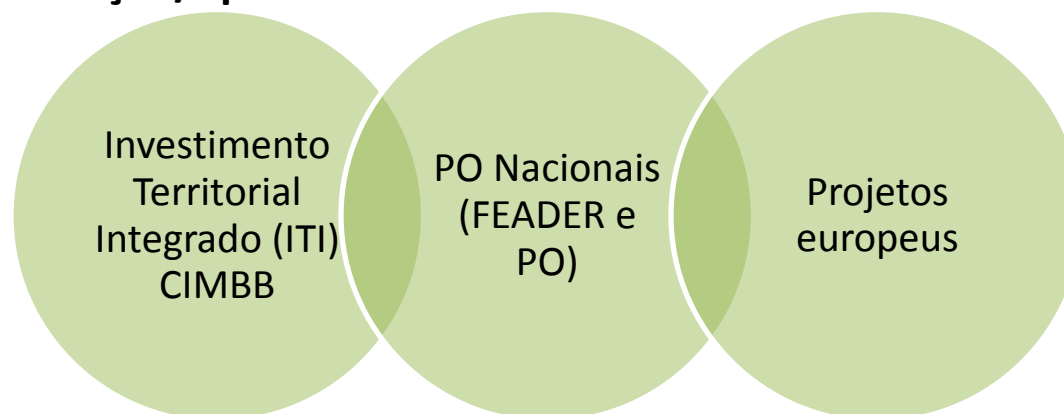 Investimento
Territorial
Integrado (ITI)
CIMBB
PO Nacionais
(FEADER e
PO)
Projetos
europeus